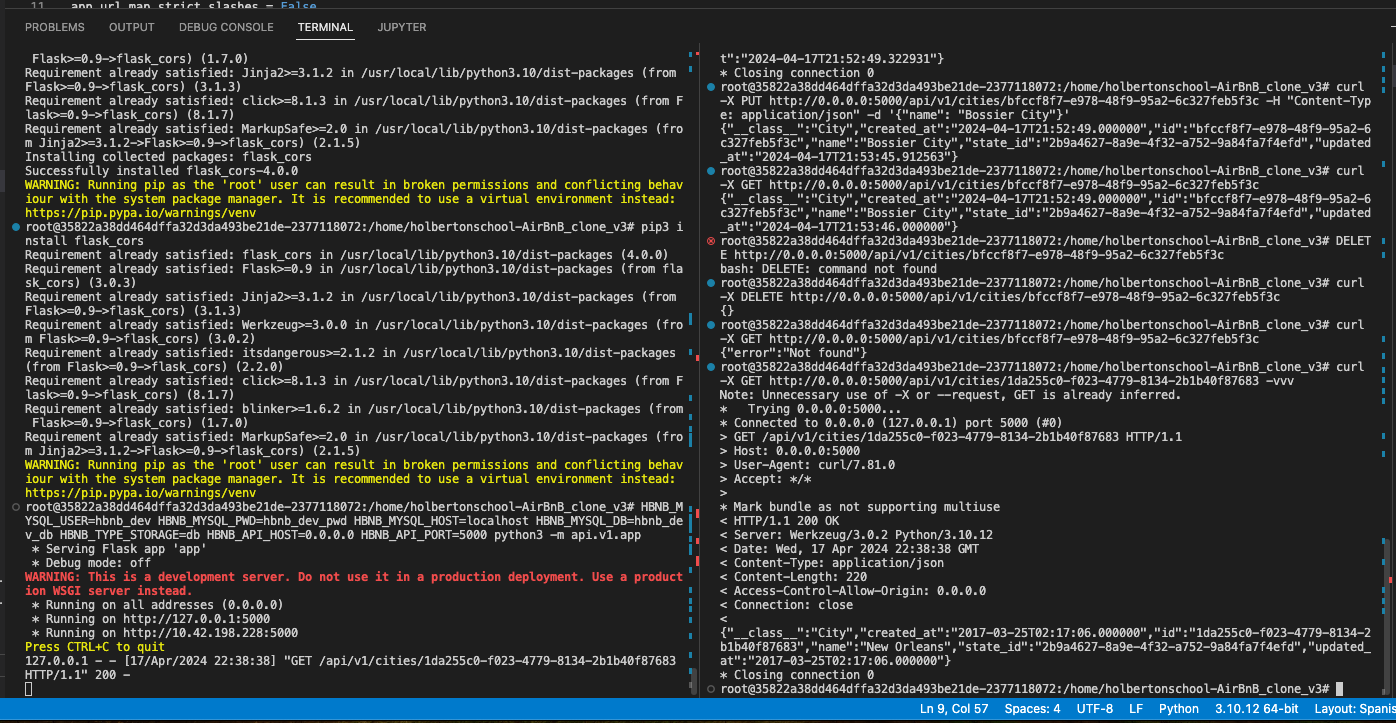 11 app.url_map.strict_slashes = False
PROBLEMS OUTPUT DEBUG CONSOLE TERMINAL JUPYTER
Flask>=0.9->flask_cors) (1.7.0)
Requirement already satisfied: Jinja2>=3.1.2 in /usr/local/lib/python3.10/dist-packages (from
Flask>=0.9->flask_cors) (3.1.3)
Requirement already satisfied: click>=8.1.3 in /usr/local/lib/python3.10/dist-packages (from F
lask>=0.9->flask_cors) (8.1.7)
Requirement already satisfied: MarkupSafe>=2.0 in /usr/local/lib/python3.10/dist-packages (fro
m Jinja2>=3.1.2->Flask>=0.9->flask_cors) (2.1.5)
Installing collected packages: flask_cors
Successfully installed flask_cors-4.0.0
WARNING: Running pip as the 'root' user can result in broken permissions and conflicting behav
iour with the system package manager. It is recommended to use a virtual environment instead:
https://pip.pypa.io/warnings/venv
root@35822a38dd464dffa32d3da493be21de-2377118072:/home/holbertonschool-AirBnB_clone_v3# pip3 i
nstall flask_cors
Requirement already satisfied: flask_cors in /usr/local/lib/python3.10/dist-packages (4.0.0)
Requirement already satisfied: Flask>=0.9 in /usr/local/lib/python3.10/dist-packages (from fla
sk_cors) (3.0.3)
Requirement already satisfied: Jinja2>=3.1.2 in /usr/local/lib/python3.10/dist-packages (from
Flask>=0.9->flask_cors) (3.1.3)
Requirement already satisfied: Werkzeug>=3.0.0 in /usr/local/lib/python3.10/dist-packages (fro
m Flask>=0.9->flask_cors) (3.0.2)
Requirement already satisfied: itsdangerous>=2.1.2 in /usr/local/lib/python3.10/dist-packages
(from Flask>=0.9->flask_cors) (2.2.0)
Requirement already satisfied: click>=8.1.3 in /usr/local/lib/python3.10/dist-packages (from F
lask>=0.9->flask_cors) (8.1.7)
Requirement already satisfied: blinker>=1.6.2 in /usr/local/lib/python3.10/dist-packages (from
Flask>=0.9->flask_cors) (1.7.0)
Requirement already satisfied: MarkupSafe>=2.0 in /usr/local/lib/python3.10/dist-packages (fro
m Jinja2>=3.1.2->Flask>=0.9->flask_cors) (2.1.5)
WARNING: Running pip as the 'root' user can result in broken permissions and conflicting behav
iour with the system package manager. It is recommended to use a virtual environment instead:
https://pip.pypa.io/warnings/venv
root@35822a38dd464dffa32d3da493be21de-2377118072:/home/holbertonschool-AirBnB_clone_v3# HBNB_M
YSQL_USER=hbnb_dev HBNB_MYSQL_PWD=hbnb_dev_pwd HBNB_MYSQL_HOST=localhost HBNB_MYSQL_DB=hbnb_de
v_db HBNB_TYPE_STORAGE=db HBNB_API_HOST=0.0.0.0 HBNB_API_PORT=5000 python3 -m api.v1.app
* Serving Flask app 'app'
* Debug mode: off
WARNING: This is a development server. Do not use it in a production deployment. Use a product
ion WSGI server instead.
* Running on all addresses (0.0.0.0)
* Running on http://127.0.0.1:5000
* Running on http://10.42.198.228:5000
Press CTRL+C to quit
127.0.0.1 - - [17/Apr/2024 22:38:38] "GET /api/v1/cities/1da255c0-f023-4779-8134-2b1b40f87683
HTTP/1.1" 200 -
t":"2024-04-17T21:52:49.322931"}
* Closing connection 0
root@35822a38dd464dffa32d3da493be21de-2377118072:/home/holbertonschool-AirBnB_clone_v3# curl
-X PUT http://0.0.0.0:5000/api/v1/cities/bfccf8f7-e978-48f9-95a2-6c327feb5f3c -H "Content-Typ
e: application/json" -d '{"name": "Bossier City"}'
{"__class__":"City","created_at":"2024-04-17T21:52:49.000000","id":"bfccf8f7-e978-48f9-95a2-6
c327feb5f3c","name":"Bossier City","state_id":"2b9a4627-8a9e-4f32-a752-9a84fa7f4efd","updated
_at":"2024-04-17T21:53:45.912563"}
root@35822a38dd464dffa32d3da493be21de-2377118072:/home/holbertonschool-AirBnB_clone_v3# curl
-X GET http://0.0.0.0:5000/api/v1/cities/bfccf8f7-e978-48f9-95a2-6c327feb5f3c
{"__class__":"City","created_at":"2024-04-17T21:52:49.000000","id":"bfccf8f7-e978-48f9-95a2-6
c327feb5f3c","name":"Bossier City","state_id":"2b9a4627-8a9e-4f32-a752-9a84fa7f4efd","updated
_at":"2024-04-17T21:53:46.000000"}
root@35822a38dd464dffa32d3da493be21de-2377118072:/home/holbertonschool-AirBnB_clone_v3# DELET
E http://0.0.0.0:5000/api/v1/cities/bfccf8f7-e978-48f9-95a2-6c327feb5f3c
bash: DELETE: command not found
root@35822a38dd464dffa32d3da493be21de-2377118072:/home/holbertonschool-AirBnB_clone_v3# curl
-X DELETE http://0.0.0.0:5000/api/v1/cities/bfccf8f7-e978-48f9-95a2-6c327feb5f3c
{}
root@35822a38dd464dffa32d3da493be21de-2377118072:/home/holbertonschool-AirBnB_clone_v3# curl
-X GET http://0.0.0.0:5000/api/v1/cities/bfccf8f7-e978-48f9-95a2-6c327feb5f3c
{"error":"Not found"}
root@35822a38dd464dffa32d3da493be21de-2377118072:/home/holbertonschool-AirBnB_clone_v3# curl
-X GET http://0.0.0.0:5000/api/v1/cities/1da255c0-f023-4779-8134-2b1b40f87683 -vvv
Note: Unnecessary use of -X or --request, GET is already inferred.
*   Trying 0.0.0.0:5000...
* Connected to 0.0.0.0 (127.0.0.1) port 5000 (#0)
> GET /api/v1/cities/1da255c0-f023-4779-8134-2b1b40f87683 HTTP/1.1
> Host: 0.0.0.0:5000
> User-Agent: curl/7.81.0
> Accept: */*
>
* Mark bundle as not supporting multiuse
< HTTP/1.1 200 OK
< Server: Werkzeug/3.0.2 Python/3.10.12
< Date: Wed, 17 Apr 2024 22:38:38 GMT
< Content-Type: application/json
< Content-Length: 220
< Access-Control-Allow-Origin: 0.0.0.0
< Connection: close
<
{"__class__":"City","created_at":"2017-03-25T02:17:06.000000","id":"1da255c0-f023-4779-8134-2
b1b40f87683","name":"New Orleans","state_id":"2b9a4627-8a9e-4f32-a752-9a84fa7f4efd","updated_
at":"2017-03-25T02:17:06.000000"}
* Closing connection 0
root@35822a38dd464dffa32d3da493be21de-2377118072:/home/holbertonschool-AirBnB_clone_v3#
Ln 9, Col 57 Spaces: 4 UTF-8 LF Python 3.10.12 64-bit Layout: Spanis